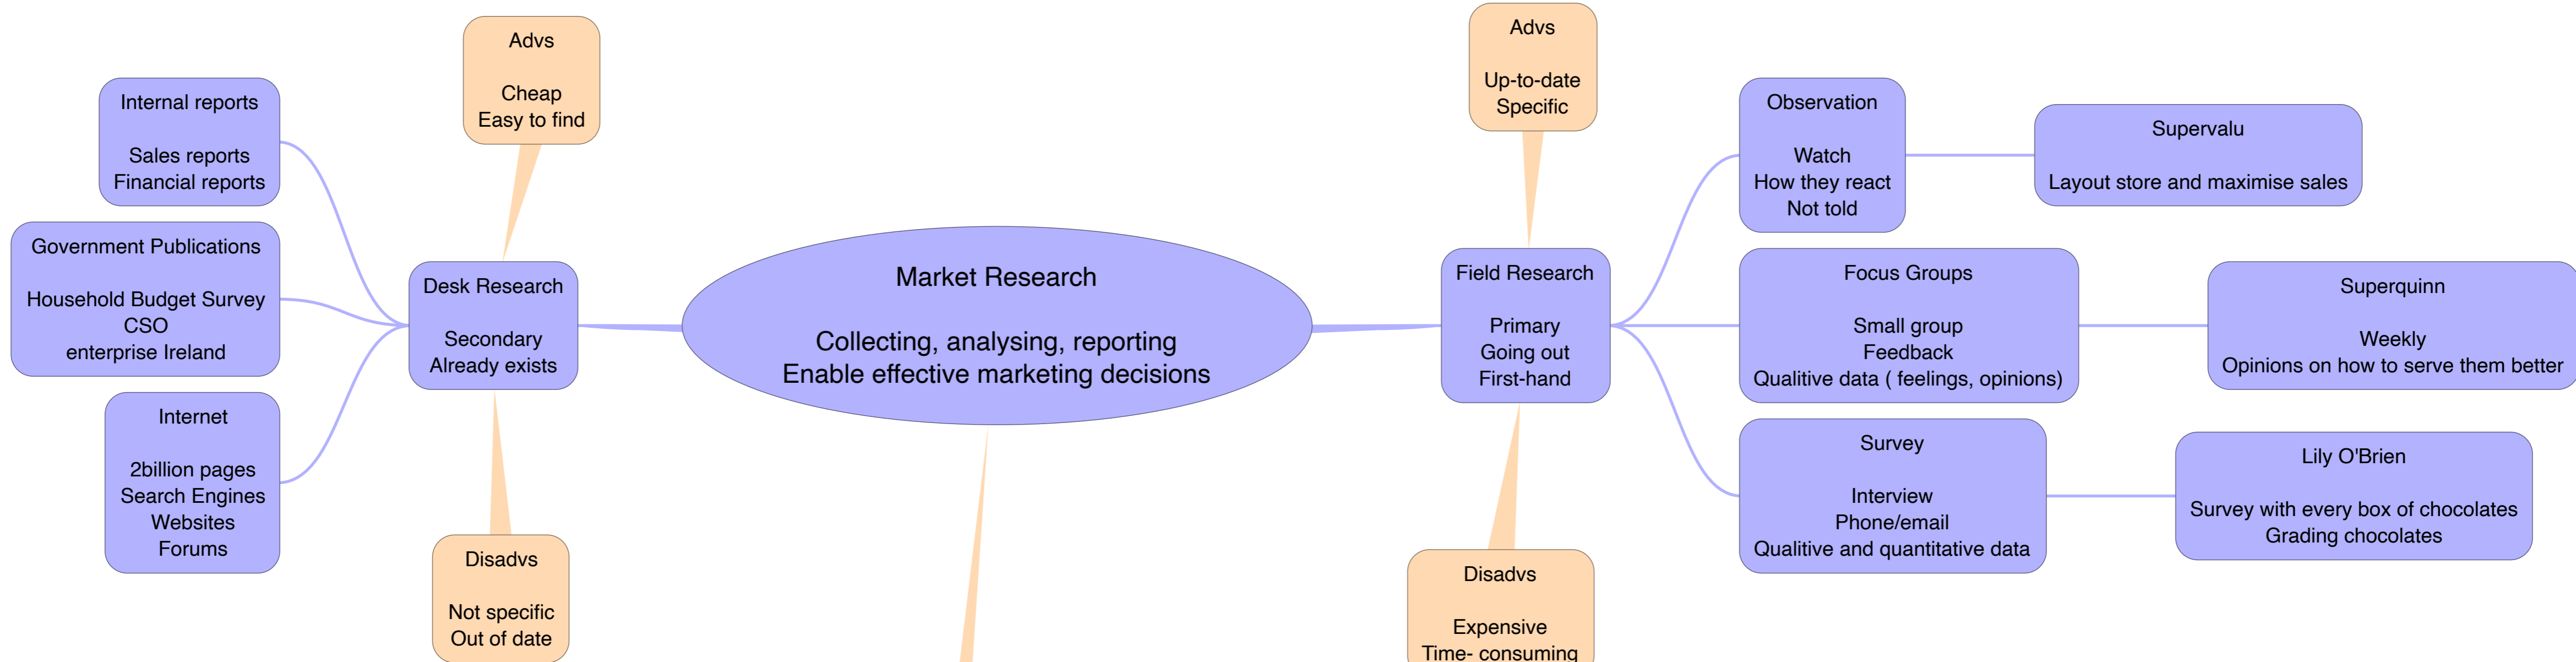 Advs
Cheap
Easy to find
Internal reports
Sales reports
Financial reports
Government Publications
Household Budget Survey
CSO
enterprise Ireland
Internet
2billion pages
Search Engines
Websites
Forums
Desk Research
Secondary
Already exists
Disadvs
Not specific
Out of date
Market Research
Collecting, analysing, reporting
Enable effective marketing decisions
Advs
Up-to-date
Specific
Field Research
Primary
Going out
First-hand
Disadvs
Expensive
Time- consuming
Observation
Watch
How they react
Not told
Supervalu
Layout store and maximise sales
Focus Groups
Small group
Feedback
Qualitive data ( feelings, opinions)
Superquinn
Weekly
Opinions on how to serve them better
Survey
Interview
Phone/email
Qualitive and quantitative data
Lily O'Brien
Survey with every box of chocolates
Grading chocolates